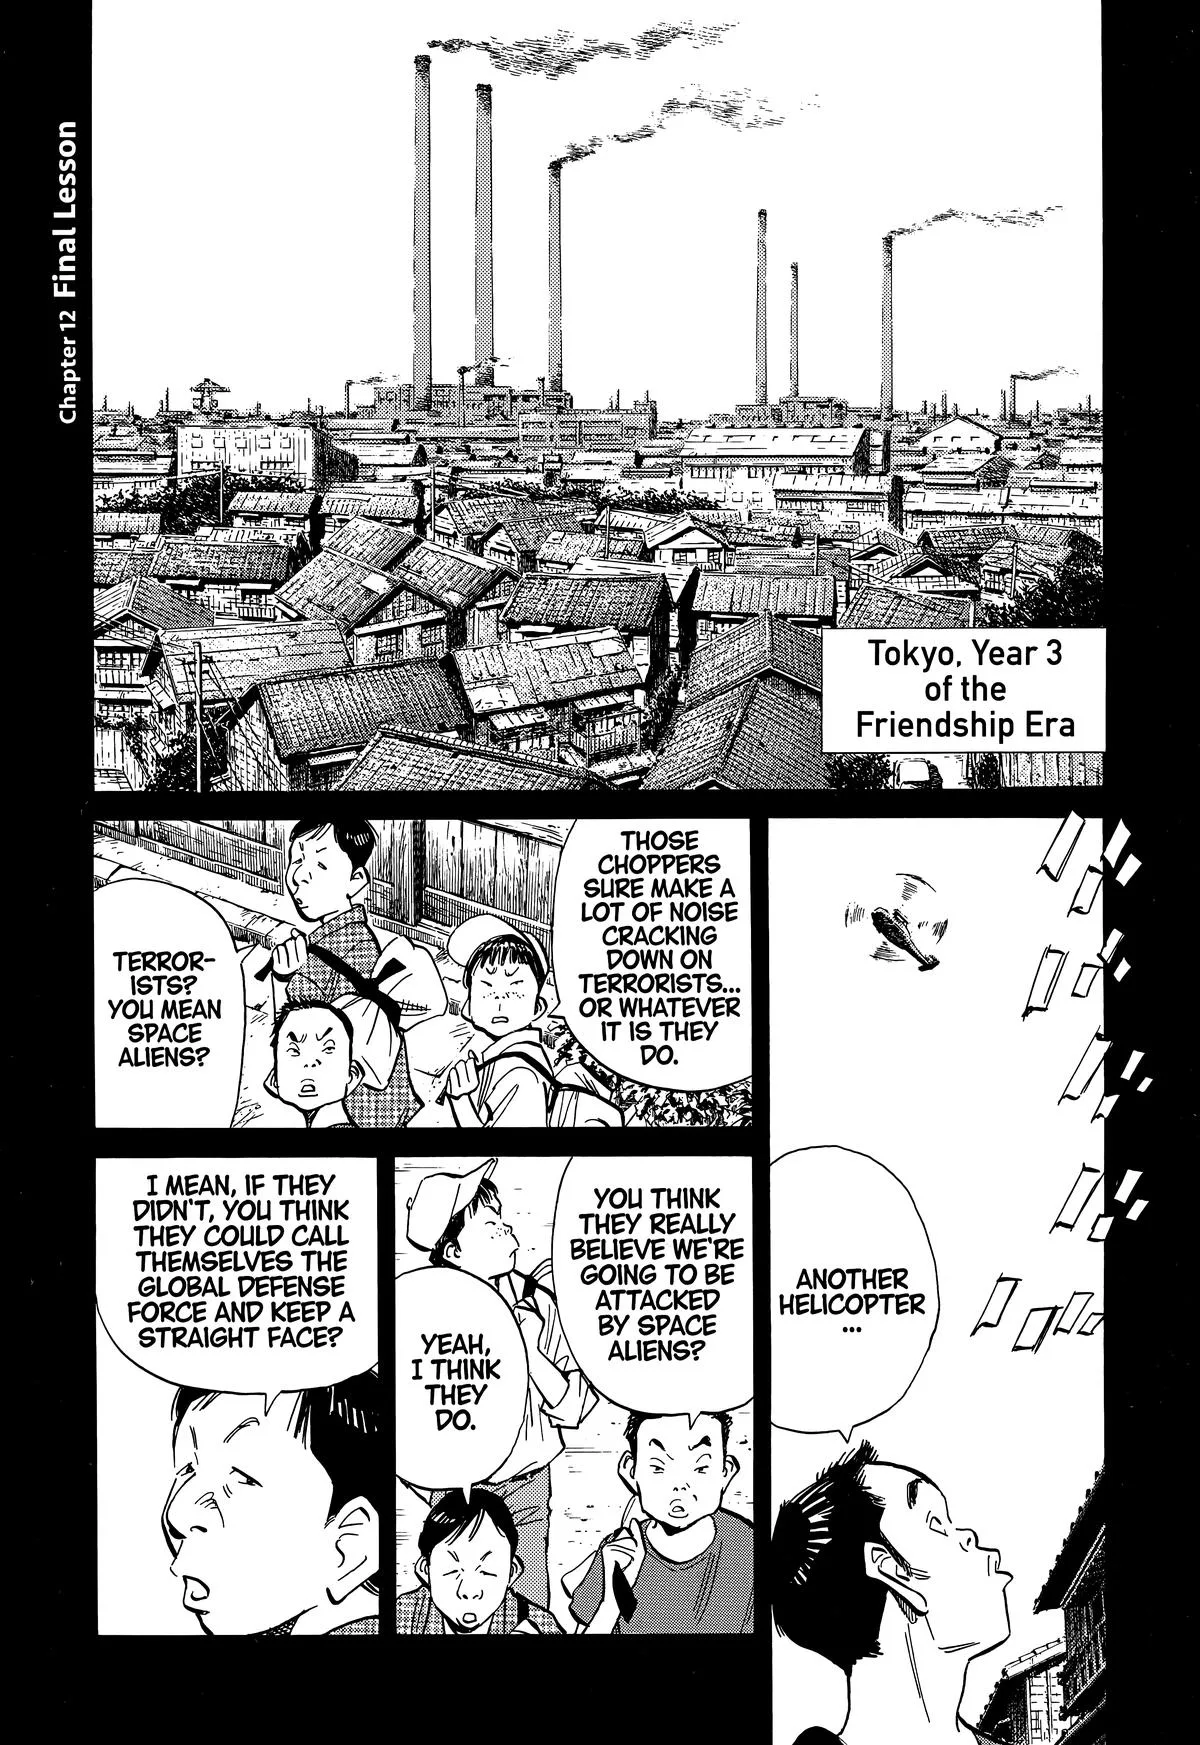 Chapter 12 Final Lesson
Tokyo, Year 3
of the
Friendship Era
ANOTHER
HELICOPTER
...
THOSE
CHOPPERS
SURE MAKE A
LOT OF NOISE
CRACKING
DOWN ON
TERRORISTS...
OR WHATEVER
IT IS THEY
DO.
TERROR-
ISTS?
YOU MEAN
SPACE
ALIENS?
YOU THINK
THEY REALLY
BELIEVE WE'RE
GOING TO BE
ATTACKED
BY SPACE
ALIENS?
YEAH,
I THINK
THEY
DO.
I MEAN, IF THEY
DIDN'T, YOU THINK
THEY COULD CALL
THEMSELVES THE
GLOBAL DEFENSE
FORCE AND KEEP A
STRAIGHT FACE?